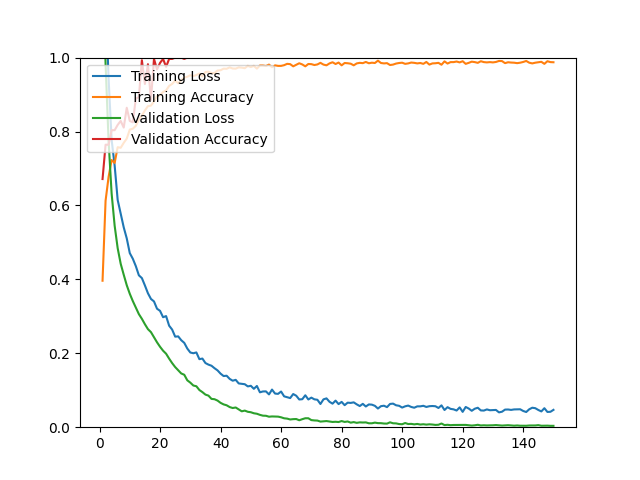 1.0
0.8
0.6
0.4
0.2
0.0
Training Loss
Training Accuracy
Validation Loss
Validation Accuracy
0 20 40 60 80 100 120 140